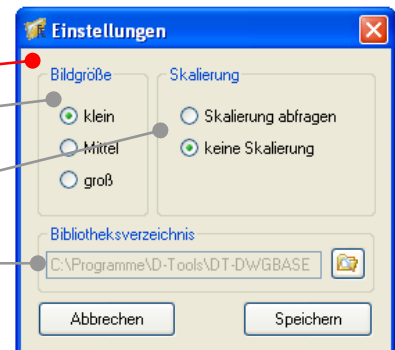 Einstellungen
Bildgröße
Skalierung
klein
Skalierung abfragen
Mittel
keine Skalierung
groß
Bibliotheksverzeichnis
C:\Programme\D-Tools\DT-DWGBASE
Abbrechen
Speichern